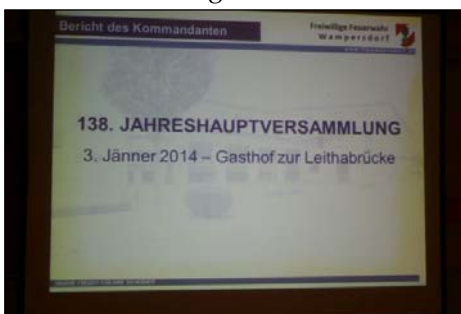 Bericht des Kommandanten
Freiwillige Feuerwehr
Wampersdorf
138. JAHRESHAUPTVERSAMMLUNG
3. Jänner 2014 – Gasthof zur Leithabrücke